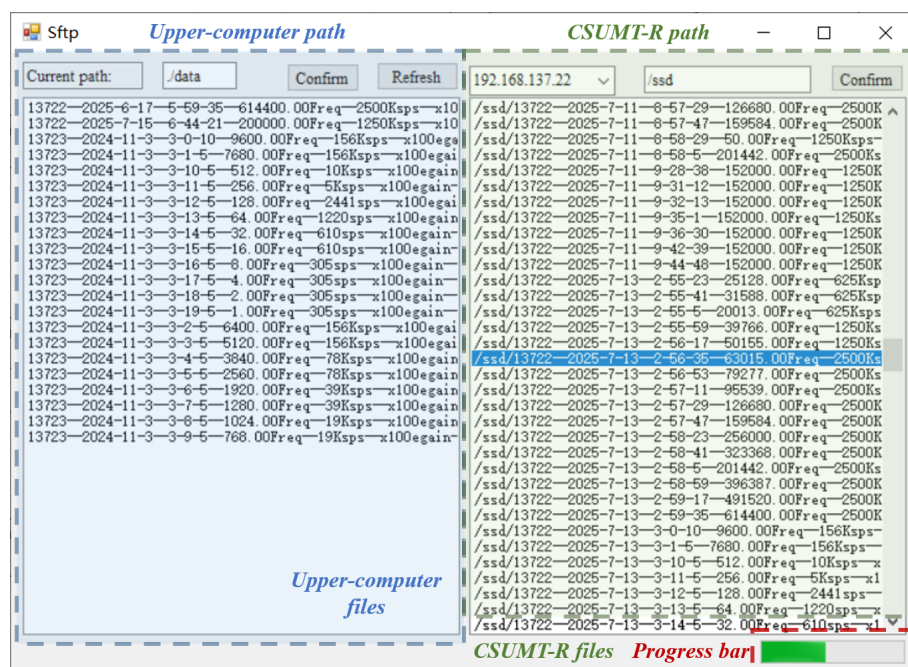 Sftp
Upper-computer path
CSUMT-R path
Current path:
./data
Confirm
Refresh
192.168.137.22
/ssd
Confirm
13722—2025-6-17—5-59-35—614400.00Freq—2500Ksps—x10
13722—2025-7-15—6-44-21—200000.00Freq—1250Ksps—x10
13723—2024-11-3—3-0-10—9600.00Freq—156Ksps—x100ega
13723—2024-11-3—3-1-5—7680.00Freq—156Ksps—x100egai
13723—2024-11-3—3-10-5—512.00Freq—10Ksps—x100egain
13723—2024-11-3—3-11-5—256.00Freq—5Ksps—x100egain-
13723—2024-11-3—3-12-5—128.00Freq—2441sps—x100egai
13723—2024-11-3—3-13-5—64.00Freq—1220sps—x100egain
13723—2024-11-3—3-14-5—32.00Freq—610sps—x100egain-
13723—2024-11-3—3-15-5—16.00Freq—610sps—x100egain-
13723—2024-11-3—3-16-5—8.00Freq—305sps—x100egain—
13723—2024-11-3—3-17-5—4.00Freq—305sps—x100egain—
13723—2024-11-3—3-18-5—2.00Freq—305sps—x100egain—
13723—2024-11-3—3-19-5—1.00Freq—305sps—x100egain—
13723—2024-11-3—3-2-5—6400.00Freq—156Ksps—x100egai
13723—2024-11-3—3-3-5—5120.00Freq—156Ksps—x100egai
13723—2024-11-3—3-4-5—3840.00Freq—78Ksps—x100egain
13723—2024-11-3—3-5-5—2560.00Freq—78Ksps—x100egain
13723—2024-11-3—3-6-5—1920.00Freq—39Ksps—x100egain
13723—2024-11-3—3-7-5—1280.00Freq—39Ksps—x100egain
13723—2024-11-3—3-8-5—1024.00Freq—19Ksps—x100egain
13723—2024-11-3—3-9-5—768.00Freq—19Ksps—x100egain-
Upper-computer
files
/ssd/13722—2025-7-11—8-57-29—126680.00Freq—2500K
/ssd/13722—2025-7-11—8-57-47—159584.00Freq—2500K
/ssd/13722—2025-7-11—8-58-29—50.00Freq—1250Ksps-
/ssd/13722—2025-7-11—8-58-5—201442.00Freq—2500Ks
/ssd/13722—2025-7-11—9-28-38—152000.00Freq—1250K
/ssd/13722—2025-7-11—9-31-12—152000.00Freq—1250K
/ssd/13722—2025-7-11—9-32-13—152000.00Freq—1250K
/ssd/13722—2025-7-11—9-35-1—152000.00Freq—1250Ks
/ssd/13722—2025-7-11—9-36-30—152000.00Freq—1250K
/ssd/13722—2025-7-11—9-42-39—152000.00Freq—1250K
/ssd/13722—2025-7-11—9-44-48—152000.00Freq—1250K
/ssd/13722—2025-7-13—2-55-23—25128.00Freq—625Ksp
/ssd/13722—2025-7-13—2-55-41—31588.00Freq—625Ksp
/ssd/13722—2025-7-13—2-55-5—20013.00Freq—625Ksps
/ssd/13722—2025-7-13—2-55-59—39766.00Freq—1250Ks
/ssd/13722—2025-7-13—2-56-17—50155.00Freq—1250Ks
/ssd/13722—2025-7-13—2-56-35—63015.00Freq—2500Ks
/ssd/13722—2025-7-13—2-56-53—79277.00Freq—2500Ks
/ssd/13722—2025-7-13—2-57-11—95539.00Freq—2500Ks
/ssd/13722—2025-7-13—2-57-29—126680.00Freq—2500K
/ssd/13722—2025-7-13—2-57-47—159584.00Freq—2500K
/ssd/13722—2025-7-13—2-58-23—256000.00Freq—2500K
/ssd/13722—2025-7-13—2-58-41—323368.00Freq—2500K
/ssd/13722—2025-7-13—2-58-5—201442.00Freq—2500Ks
/ssd/13722—2025-7-13—2-58-59—396387.00Freq—2500K
/ssd/13722—2025-7-13—2-59-17—491520.00Freq—2500K
/ssd/13722—2025-7-13—2-59-35—614400.00Freq—2500K
/ssd/13722—2025-7-13—3-0-10—9600.00Freq—156Ksps—
/ssd/13722—2025-7-13—3-1-5—7680.00Freq—156Ksps—
/ssd/13722—2025-7-13—3-10-5—512.00Freq—10Ksps—x
/ssd/13722—2025-7-13—3-11-5—256.00Freq—5Ksps—x1
/ssd/13722—2025-7-13—3-12-5—128.00Freq—2441sps—
/ssd/13722—2025-7-13—3-13-5—64.00Freq—1220sps—x
/ssd/13722—2025-7-13—3-14-5—32.00Freq—610sps—x1
CSUMT-R files
Progress bar